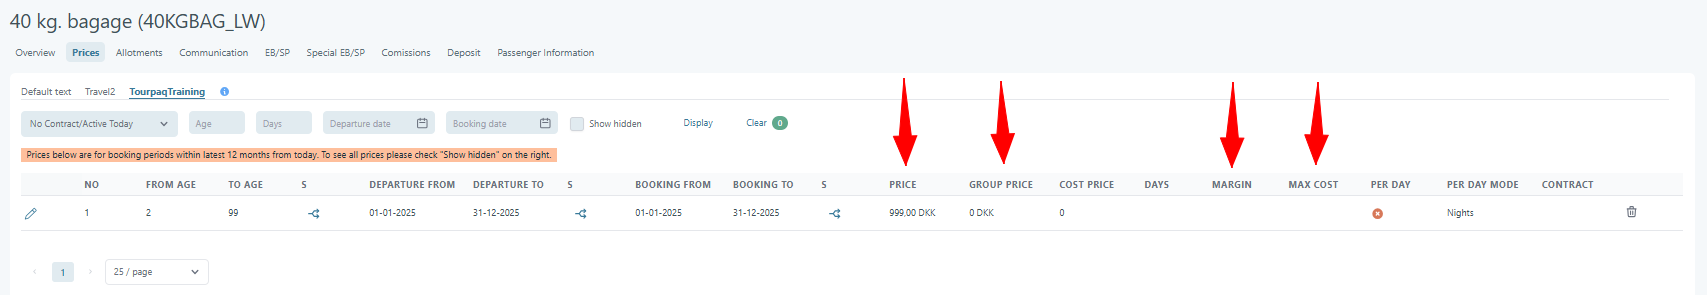 40 kg. bagage (40KGBAG_LW)
Overview Prices Allotments Communication EB/SP Special EB/SP Comissions Deposit Passenger Information
Default text Travel2 TourpaqTraining
No Contract/Active Today Age Days Departure date Booking date Show hidden Display Clear 0
Prices below are for booking periods within latest 12 months from today. To see all prices please check "Show hidden" on the right.
NO FROM AGE TO AGE S DEPARTURE FROM DEPARTURE TO S BOOKING FROM BOOKING TO S PRICE GROUP PRICE COST PRICE DAYS MARGIN MAX COST PER DAY PER DAY MODE CONTRACT
1 2 99 01-01-2025 31-12-2025 01-01-2025 31-12-2025 999,00 DKK 0 DKK 0 Nights
1 25 / page